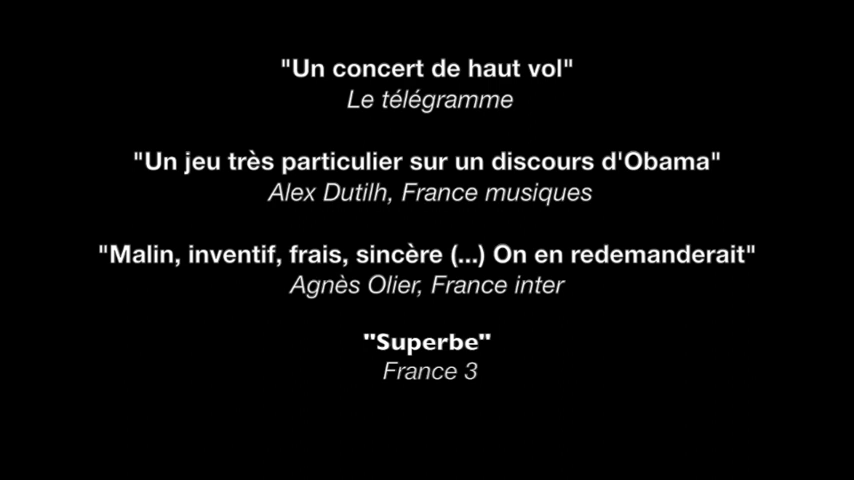 "Un concert de haut vol"
Le télégramme
"Un jeu très particulier sur un discours d'Obama"
Alex Dutilh, France musiques
"Malin, inventif, frais, sincère (...) On en redemanderait"
Agnès Olier, France inter
"Superbe"
France 3